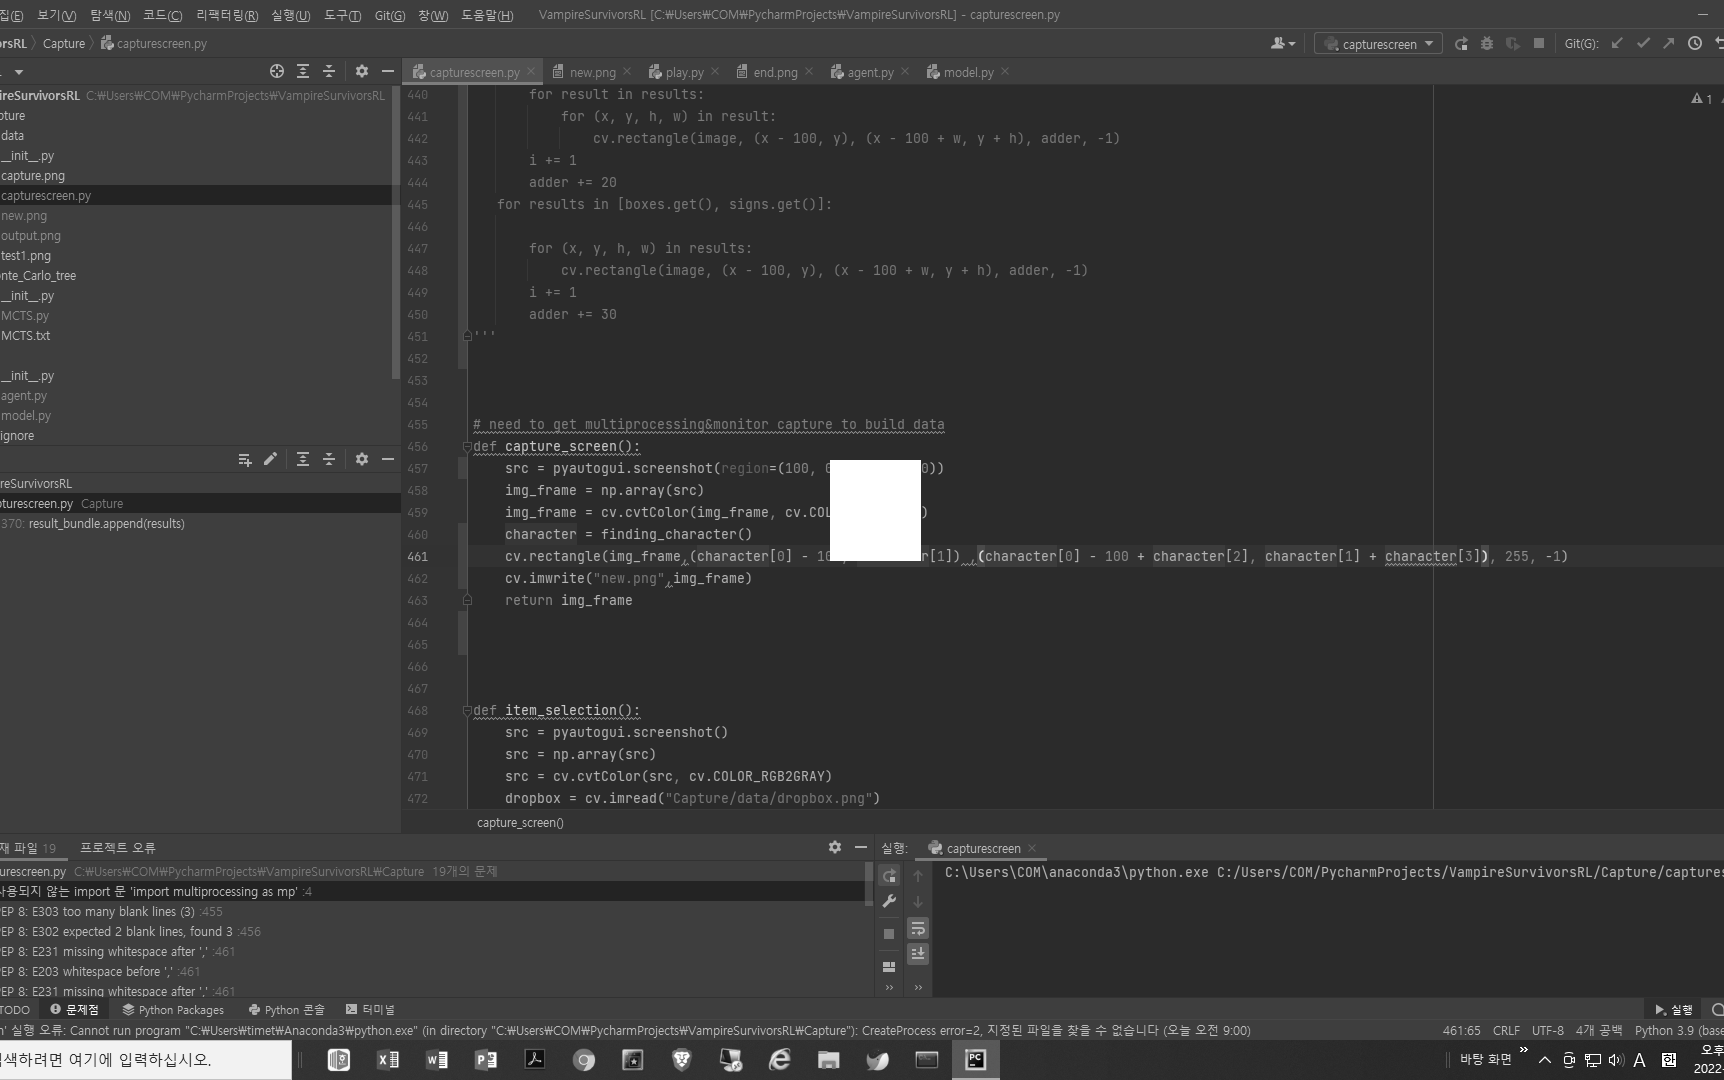 집(E) 보기(V) 탐색(N) 코드(C) 리팩터링(R) 실행(U) 도구(T) Git(G) 창(W) 도움말(H) VampireSurvivorsRL [C:₩Users₩COM₩PycharmProjects₩VampireSurvivorsRL] - capturescreen.py
orsRL Capture capturescreen.py capturescreen Git(G):
capturescreen.py new.png play.py end.png agent.py model.py
ireSurvivorsRL C:₩Users₩COM₩PycharmProjects₩VampireSurvivorsRL
pture
data
__init__.py
capture.png
capturescreen.py
new.png
output.png
test1.png
nte_Carlo_tree
__init__.py
MCTS.py
MCTS.txt
__init__.py
agent.py
model.py
ignore
ireSurvivorsRL
pturescreen.py Capture
370: result_bundle.append(results)
1
440 for result in results:
441 for (x, y, h, w) in result:
442 cv.rectangle(image, (x - 100, y), (x - 100 + w, y + h), adder, -1)
443 i += 1
444 adder += 20
445 for results in [boxes.get(), signs.get()]:
446
447 for (x, y, h, w) in results:
448 cv.rectangle(image, (x - 100, y), (x - 100 + w, y + h), adder, -1)
449 i += 1
450 adder += 30
451 '''
452
453
454
455 # need to get multiprocessing&monitor capture to build data
456 def capture_screen():
457 src = pyautogui.screenshot(region=(100, 0))
458 img_frame = np.array(src)
459 img_frame = cv.cvtColor(img_frame, cv.COL )
460 character = finding_character()
461 cv.rectangle(img_frame,(character[0] - 10 r[1]) ,(character[0] - 100 + character[2], character[1] + character[3]), 255, -1)
462 cv.imwrite("new.png",img_frame)
463 return img_frame
464
465
466
467
468 def item_selection():
469 src = pyautogui.screenshot()
470 src = np.array(src)
471 src = cv.cvtColor(src, cv.COLOR_RGB2GRAY)
472 dropbox = cv.imread("Capture/data/dropbox.png")
capture_screen()
재 파일 19 프로젝트 오류
urescreen.py C:₩Users₩COM₩PycharmProjects₩VampireSurvivorsRL₩Capture 19개의 문제
사용되지 않는 import 문 'import multiprocessing as mp' :4
EP 8: E303 too many blank lines (3) :455
EP 8: E302 expected 2 blank lines, found 3 :456
EP 8: E231 missing whitespace after ',' :461
EP 8: E203 whitespace before ',' :461
EP 8: E231 missing whitespace after ',' :461
실행: capturescreen
C:\Users\COM\anaconda3\python.exe C:/Users/COM/PycharmProjects/VampireSurvivorsRL/Capture/captures
TODO 문제점 Python Packages Python 콘솔 터미널 실행
n' 실행 오류: Cannot run program "C:₩Users₩timet₩Anaconda3₩python.exe" (in directory "C:₩Users₩COM₩PycharmProjects₩VampireSurvivorsRL₩Capture"): CreateProcess error=2, 지정된 파일을 찾을 수 없습니다 (오늘 오전 9:00) 461:65 CRLF UTF-8 4개 공백 Python 3.9 (base
검색하려면 여기에 입력하십시오. 바탕 화면 A 한 오후
2022